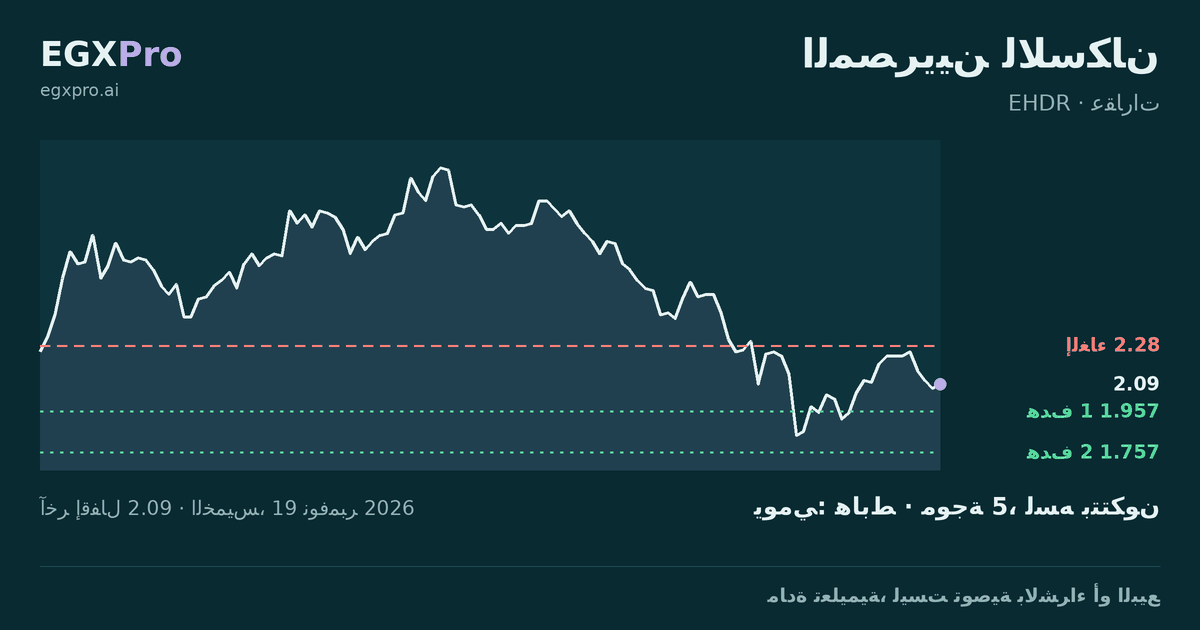 EGXPro
egxpro.ai
المصريين للاسكان
EHDR · عقارات
إلغاء 2.28
2.09
هدف 1 1.957
هدف 2 1.757
آخر إقفال 2.09 · الخميس، 19 نوفمبر 2026
يومي: هابط · موجة 5، لسه بتتكون
مادة تعليمية، ليست توصية بالشراء أو البيع